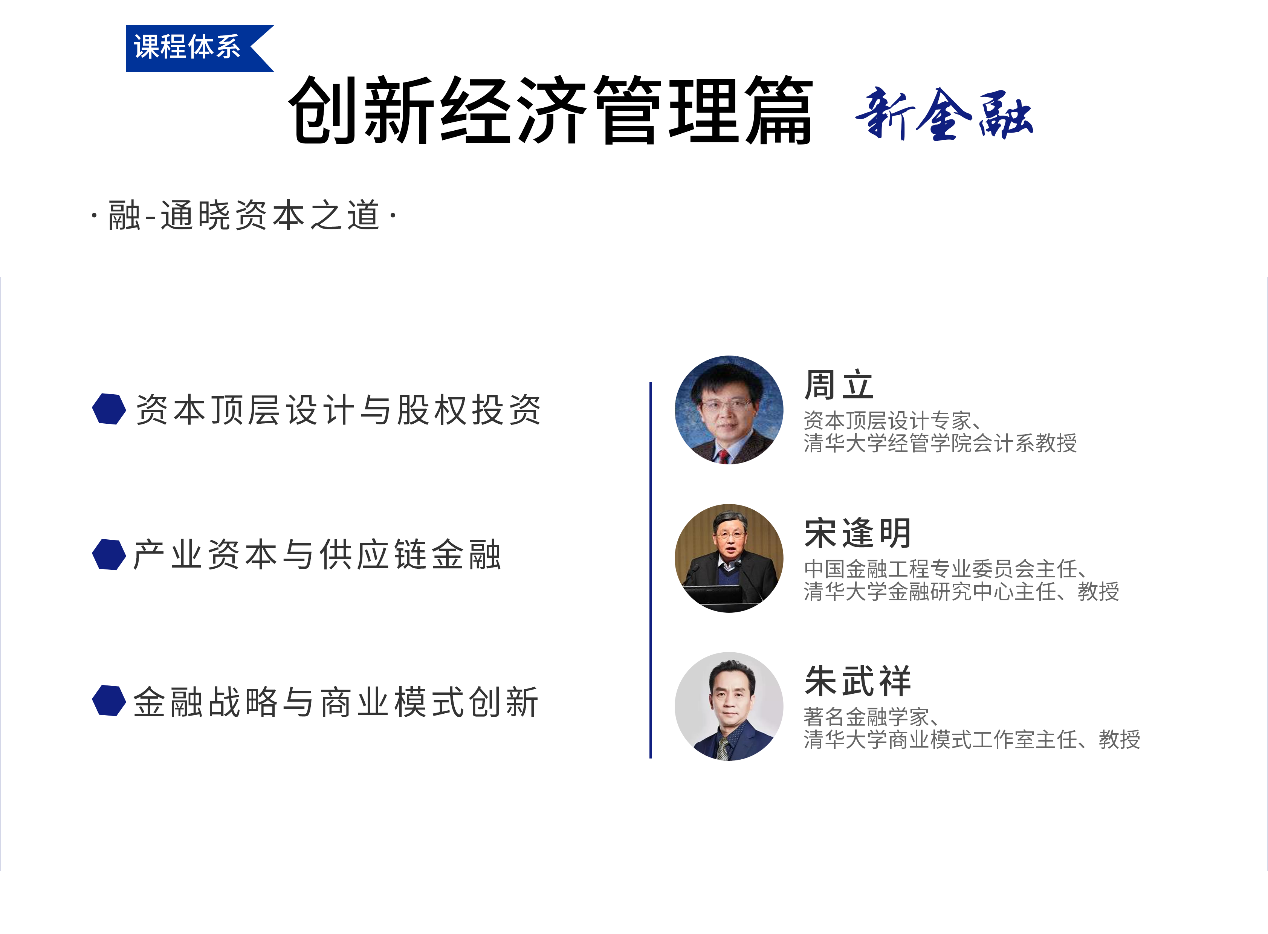 课程体系
创新经济管理篇 新金融
·融-通晓资本之道·
资本顶层设计与股权投资
产业资本与供应链金融
金融战略与商业模式创新
周立
资本顶层设计专家、
清华大学经管学院会计系教授
宋逢明
中国金融工程专业委员会主任、
清华大学金融研究中心主任、教授
朱武祥
著名金融学家、
清华大学商业模式工作室主任、教授